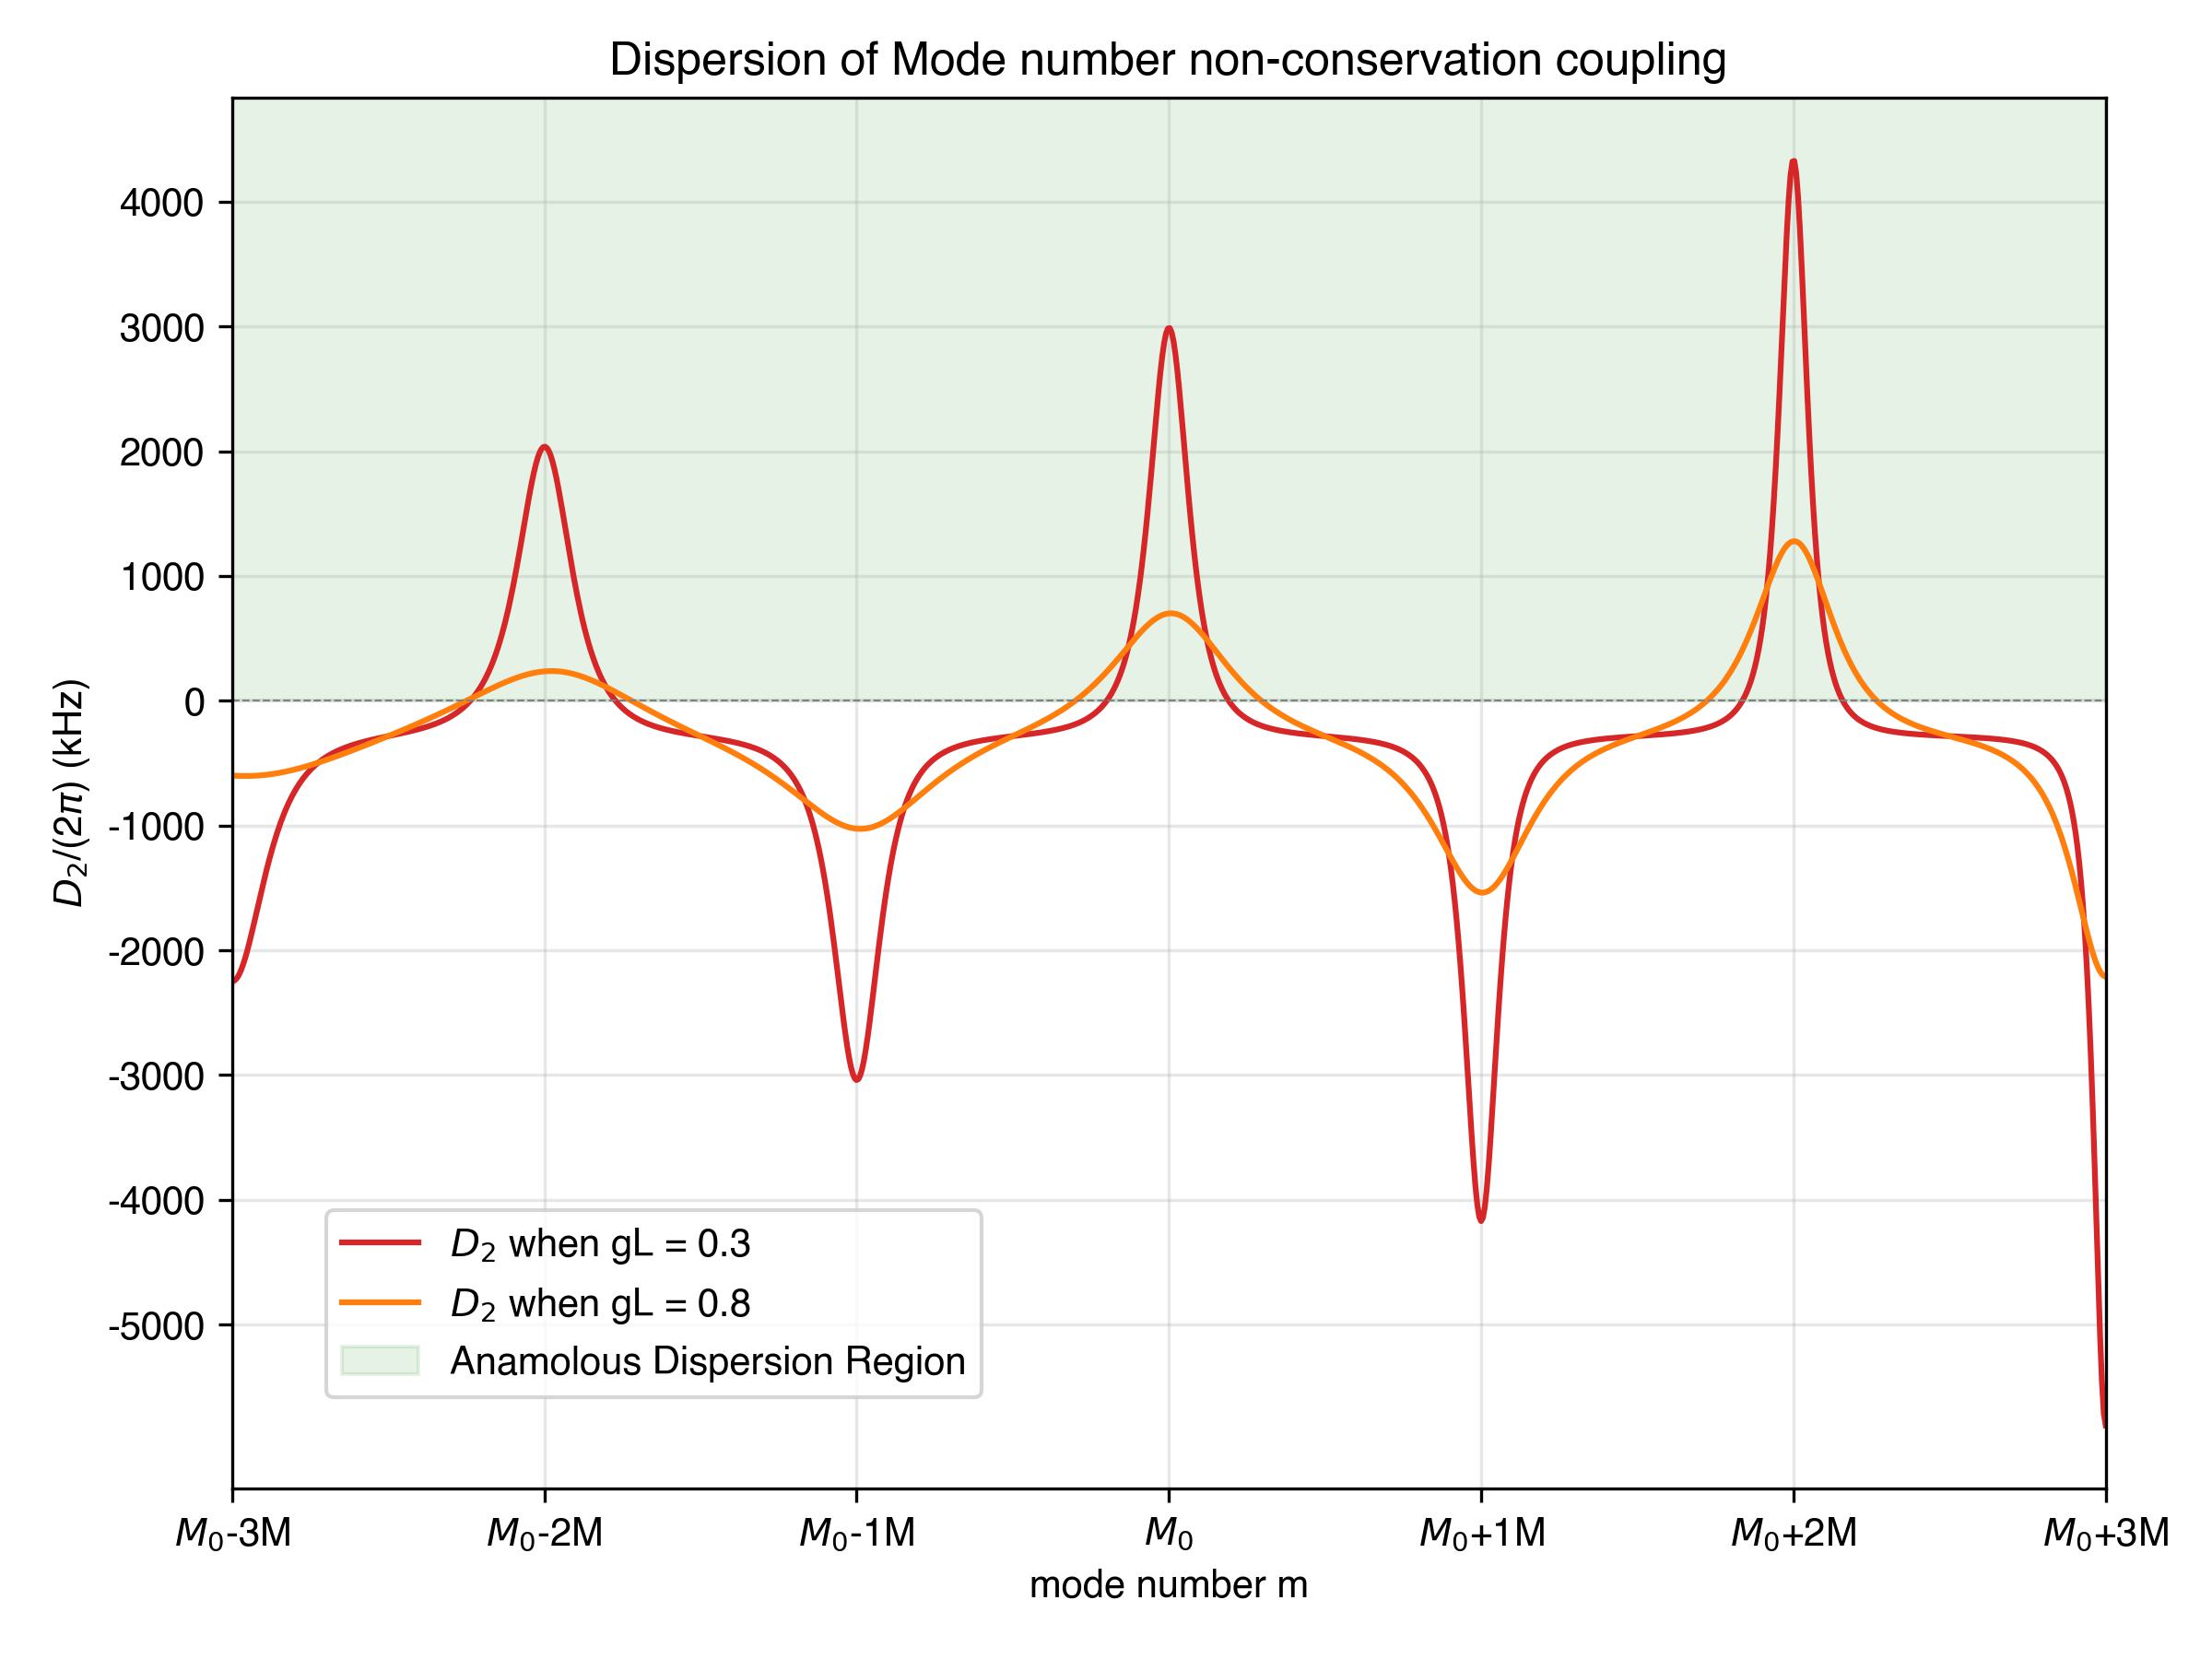 Dispersion of Mode number non-conservation coupling
D₂/(2π) (kHz)
4000
3000
2000
1000
0
-1000
-2000
-3000
-4000
-5000
D₂ when gL = 0.3
D₂ when gL = 0.8
Anamolous Dispersion Region
M₀-3M M₀-2M M₀-1M M₀ M₀+1M M₀+2M M₀+3M
mode number m